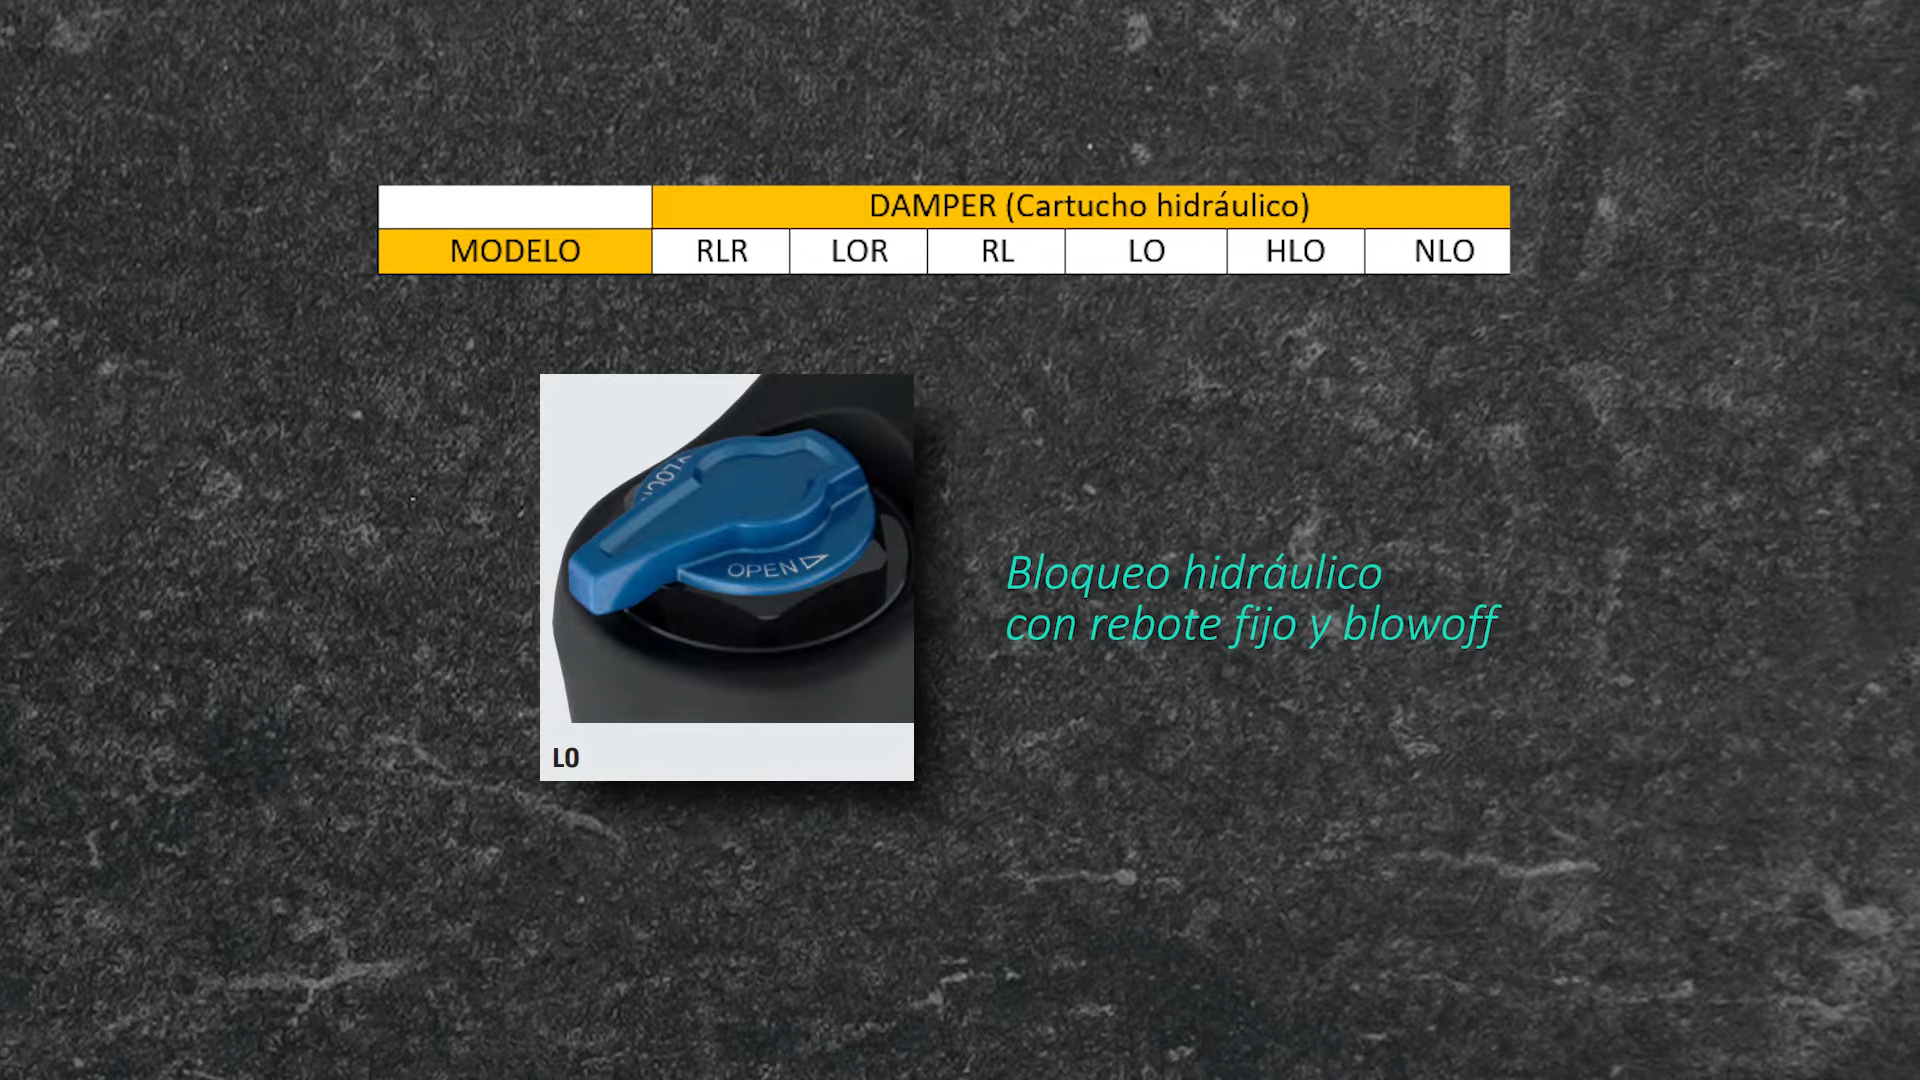 DAMPER (Cartucho hidráulico)
MODELO RLR LOR RL LO HLO NLO
OPEN
Bloqueo hidráulico
con rebote fijo y blowoff
LO